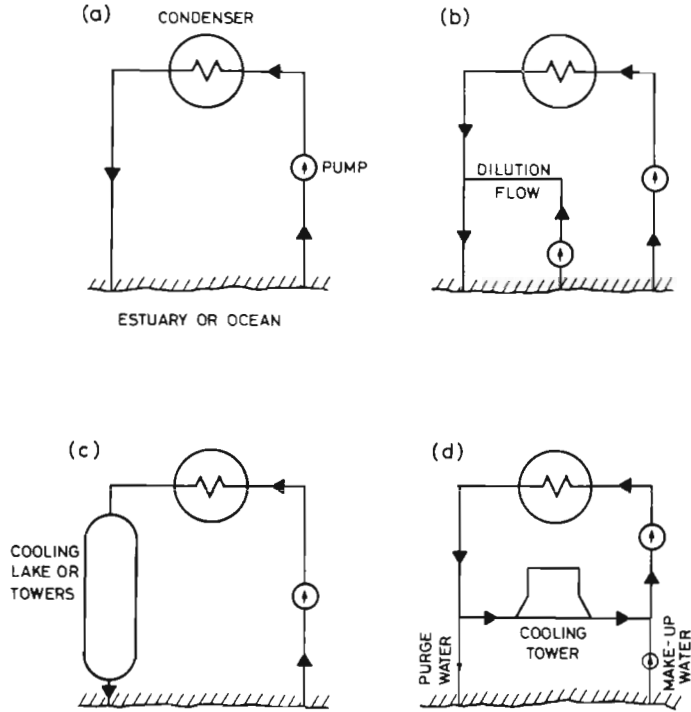 (a)
CONDENSER
PUMP
ESTUARY OR OCEAN
(b)
DILUTION
FLOW
(c)
COOLING
LAKE OR
TOWERS
(d)
COOLING
TOWER
PURGE
WATER
MAKE-UP
WATER